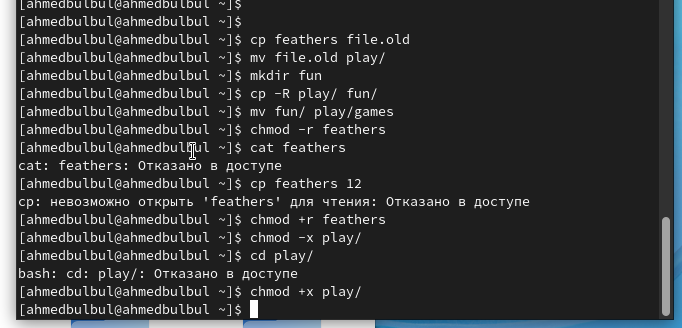 [ahmedbulbul@ahmedbulbul ~]$
[ahmedbulbul@ahmedbulbul ~]$
[ahmedbulbul@ahmedbulbul ~]$ cp feathers file.old
[ahmedbulbul@ahmedbulbul ~]$ mv file.old play/
[ahmedbulbul@ahmedbulbul ~]$ mkdir fun
[ahmedbulbul@ahmedbulbul ~]$ cp -R play/ fun/
[ahmedbulbul@ahmedbulbul ~]$ mv fun/ play/games
[ahmedbulbul@ahmedbulbul ~]$ chmod -r feathers
[ahmedbulbul@ahmedbulbul ~]$ cat feathers
cat: feathers: Отказано в доступе
[ahmedbulbul@ahmedbulbul ~]$ cp feathers 12
cp: невозможно открыть 'feathers' для чтения: Отказано в доступе
[ahmedbulbul@ahmedbulbul ~]$ chmod +r feathers
[ahmedbulbul@ahmedbulbul ~]$ chmod -x play/
[ahmedbulbul@ahmedbulbul ~]$ cd play/
bash: cd: play/: Отказано в доступе
[ahmedbulbul@ahmedbulbul ~]$ chmod +x play/
[ahmedbulbul@ahmedbulbul ~]$